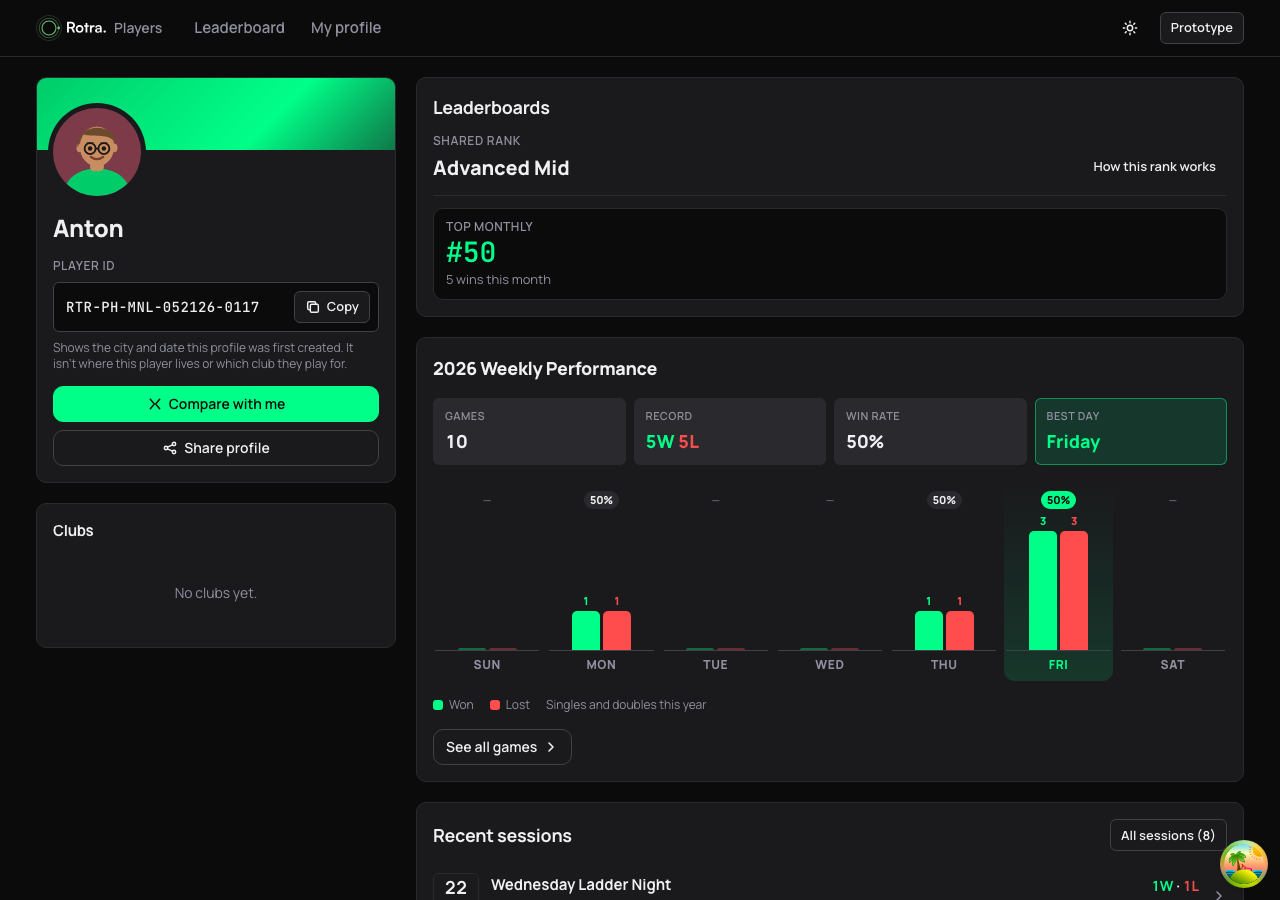 Rotra. Players Leaderboard My profile Prototype
Anton
PLAYER ID
RTR-PH-MNL-052126-0117 Copy
Shows the city and date this profile was first created. It
isn't where this player lives or which club they play for.
Compare with me
Share profile
Clubs
No clubs yet.
Leaderboards
SHARED RANK
Advanced Mid How this rank works
TOP MONTHLY
#50
5 wins this month
2026 Weekly Performance
GAMES RECORD WIN RATE BEST DAY
10 5W 5L 50% Friday
— 50% — — 50% 50% —
3 3
1 1 1 1
SUN MON TUE WED THU FRI SAT
Won Lost Singles and doubles this year
See all games
Recent sessions All sessions (8)
22 Wednesday Ladder Night 1W · 1L